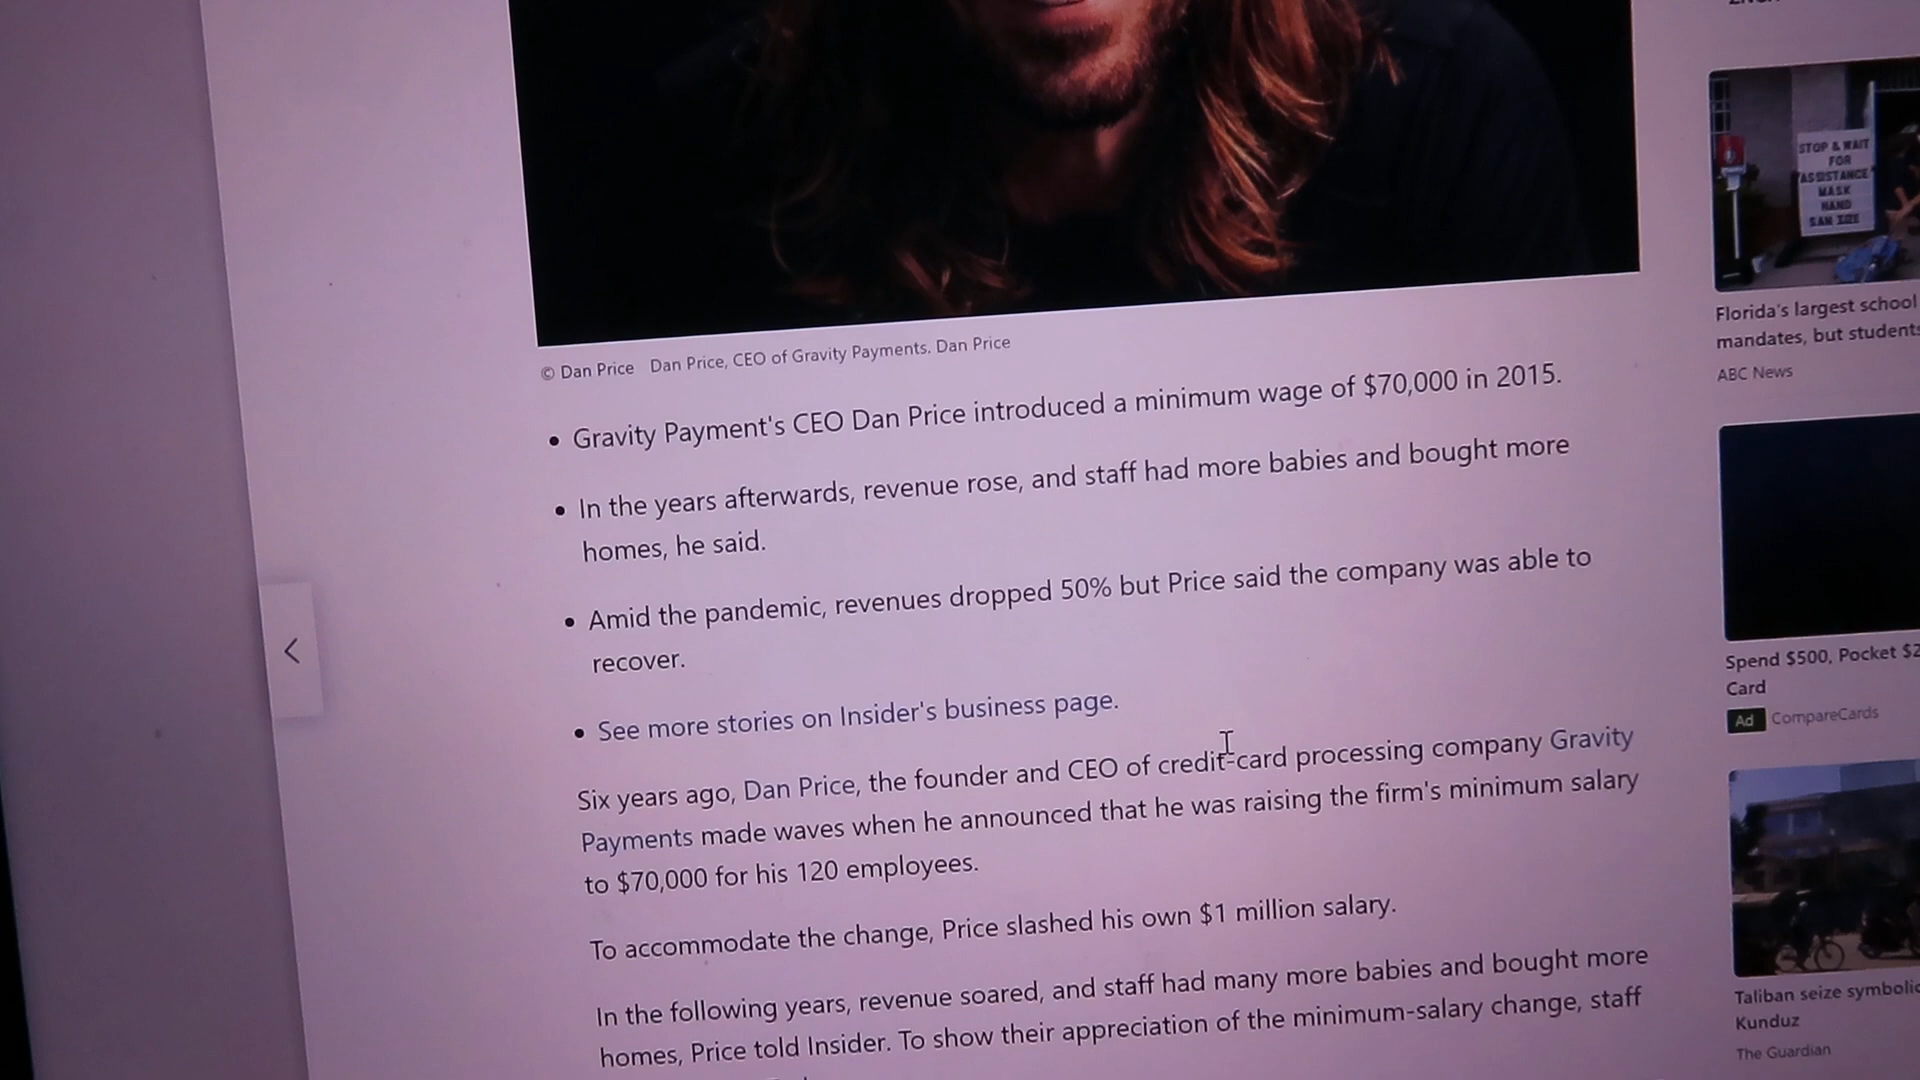 © Dan Price Dan Price, CEO of Gravity Payments. Dan Price
• Gravity Payment's CEO Dan Price introduced a minimum wage of $70,000 in 2015.
• In the years afterwards, revenue rose, and staff had more babies and bought more
homes, he said.
• Amid the pandemic, revenues dropped 50% but Price said the company was able to
recover.
• See more stories on Insider's business page.
Six years ago, Dan Price, the founder and CEO of credit-card processing company Gravity
Payments made waves when he announced that he was raising the firm's minimum salary
to $70,000 for his 120 employees.
To accommodate the change, Price slashed his own $1 million salary.
In the following years, revenue soared, and staff had many more babies and bought more
homes, Price told Insider. To show their appreciation of the minimum-salary change, staff
STOP & WAIT
FOR
ASSISTANCE
MASK
HAND
Florida's largest school
mandates, but students
ABC News
Spend $500, Pocket $2
Card
Ad CompareCards
Taliban seize symbolic
Kunduz
The Guardian